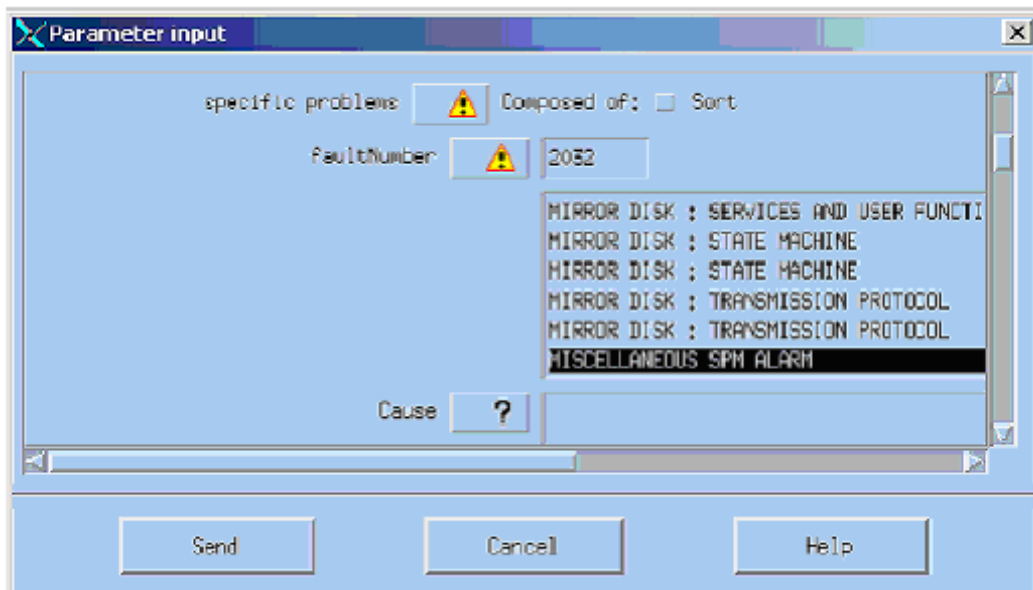 Parameter input
specific problems Composed of: Sort
faultNumber 2032
MIRROR DISK : SERVICES AND USER FUNCTI
MIRROR DISK : STATE MACHINE
MIRROR DISK : STATE MACHINE
MIRROR DISK : TRANSMISSION PROTOCOL
MIRROR DISK : TRANSMISSION PROTOCOL
MISCELLANEOUS SPM ALARM
Cause ?
Send Cancel Help